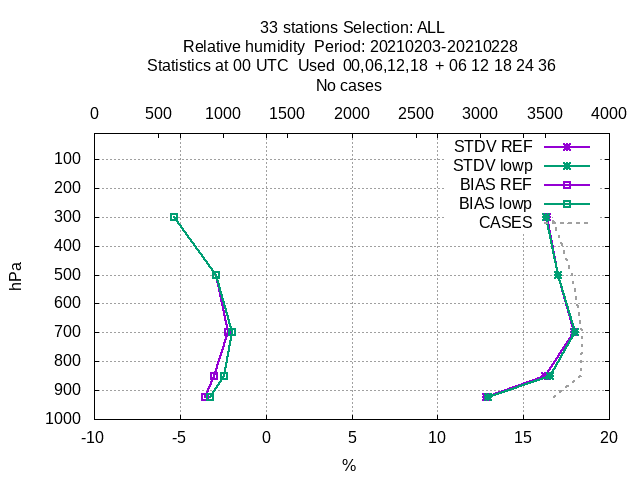 33 stations Selection: ALL
Relative humidity  Period: 20210203-20210228
Statistics at 00 UTC  Used  00,06,12,18  + 06 12 18 24 36
No cases
0 500 1000 1500 2000 2500 3000 3500 4000
STDV REF
STDV lowp
BIAS REF
BIAS lowp
CASES
100
200
300
400
500
600
700
800
900
1000
hPa
-10 -5 0 5 10 15 20
%